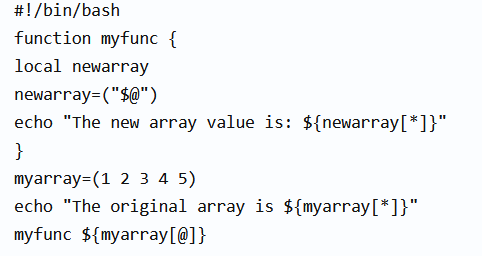 #!/bin/bash
function myfunc {
local newarray
newarray=("$@")
echo "The new array value is: ${newarray[*]}"
}
myarray=(1 2 3 4 5)
echo "The original array is ${myarray[*]}"
myfunc ${myarray[@]}